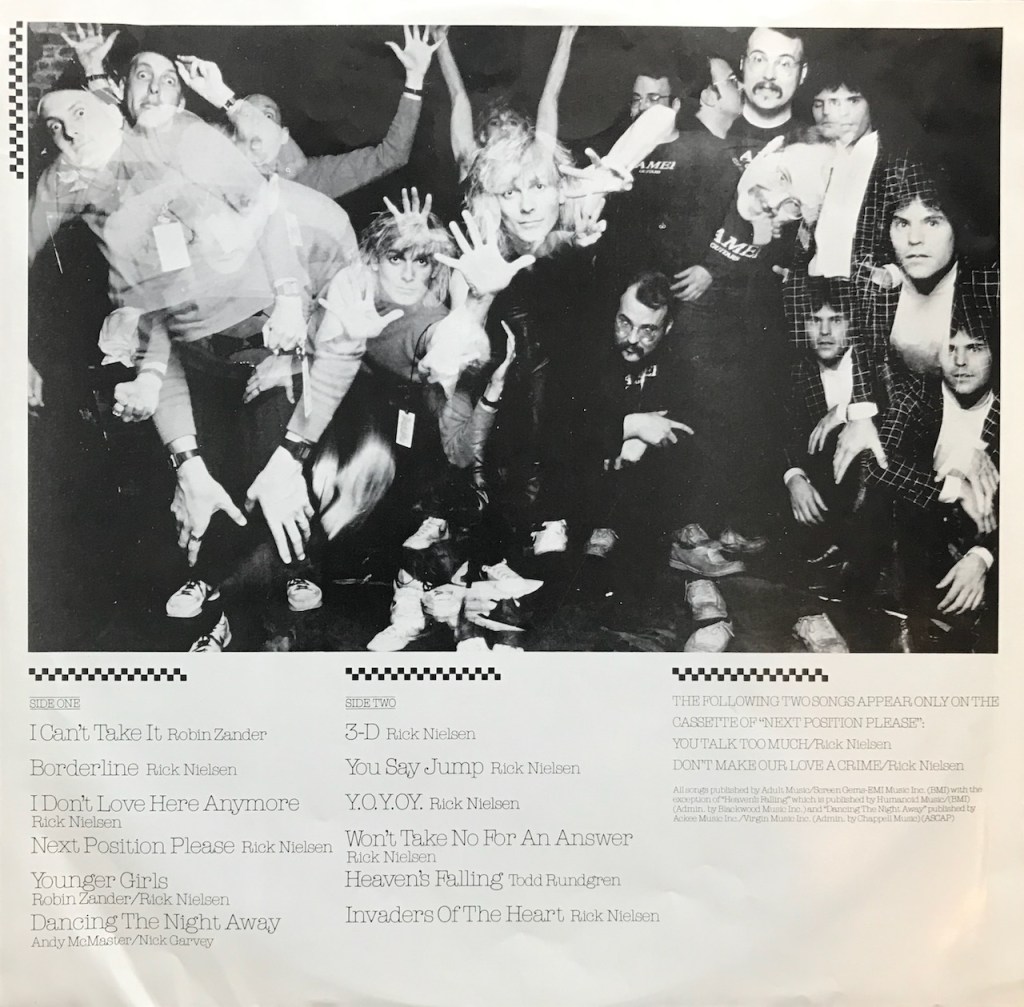 AMEL
AMEL
GUITARS
SIDE ONE
I Can't Take It Robin Zander
Borderline Rick Nielsen
I Don't Love Here Anymore
Rick Nielsen
Next Position Please Rick Nielsen
Younger Girls
Robin Zander/Rick Nielsen
Dancing The Night Away
Andy McMaster/Nick Garvey
SIDE TWO
3-D Rick Nielsen
You Say Jump Rick Nielsen
Y.O.Y.O.Y. Rick Nielsen
Won't Take No For An Answer
Rick Nielsen
Heaven's Falling Todd Rundgren
Invaders Of The Heart Rick Nielsen
THE FOLLOWING TWO SONGS APPEAR ONLY ON THE
CASSETTE OF "NEXT POSITION PLEASE":
YOU TALK TOO MUCH/Rick Nielsen
DON'T MAKE OUR LOVE A CRIME/Rick Nielsen
All songs published by Adult Music/Screen Gems-EMI Music Inc. (BMI) with the
exception of "Heaven's Falling" which is published by Humanoid Music/(BMI)
(Admin. by Blackwood Music Inc.) and "Dancing The Night Away" published by
Ackee Music Inc./Virgin Music Inc. (Admin. by Chappell Music) (ASCAP)